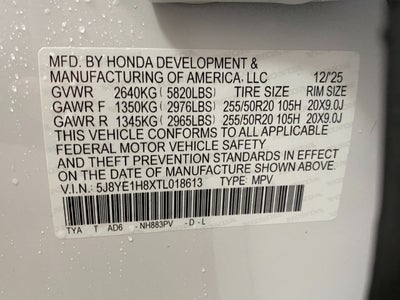 MFD. BY HONDA DEVELOPMENT &
MANUFACTURING OF AMERICA, LLC 12/25
GVWR 2640KG (5820LBS) TIRE SIZE RIM SIZE
GAWR F 1350KG (2976LBS) 255/50R20 105H 20X9.0J
GAWR R 1345KG (2965LBS) 255/50R20 105H 20X9.0J
THIS VEHICLE CONFORMS TO ALL APPLICABLE
FEDERAL MOTOR VEHICLE SAFETY
AND THEFT PREVENTION STANDARDS IN EFFECT
ON THE DATE OF MANUFACTURE SHOWN ABOVE.
V.I.N.: 5J8YE1H8XTL018613 TYPE: MPV
TYA T AD6 -NH883PV -D-L